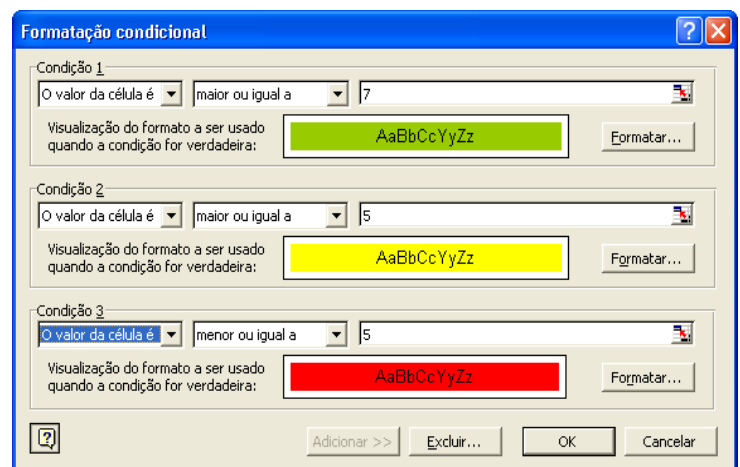 Formatação condicional
Condição 1
O valor da célula é maior ou igual a 7
Visualização do formato a ser usado
quando a condição for verdadeira:
AaBbCcYyZz
Formatar...
Condição 2
O valor da célula é maior ou igual a 5
Visualização do formato a ser usado
quando a condição for verdadeira:
AaBbCcYyZz
Formatar...
Condição 3
O valor da célula é menor ou igual a 5
Visualização do formato a ser usado
quando a condição for verdadeira:
AaBbCcYyZz
Formatar...
? Adicionar >> Excluir... OK Cancelar